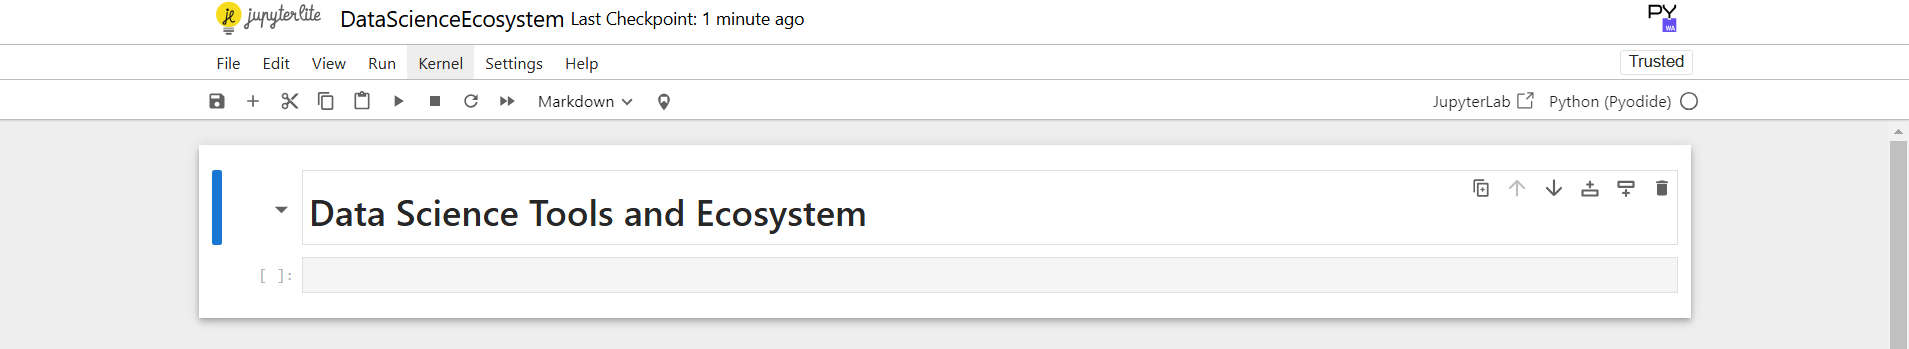 jupyterlite DataScienceEcosystem Last Checkpoint: 1 minute ago
PY
WA
File Edit View Run Kernel Settings Help
Trusted
Markdown
JupyterLab Python (Pyodide)
Data Science Tools and Ecosystem
[ ]: